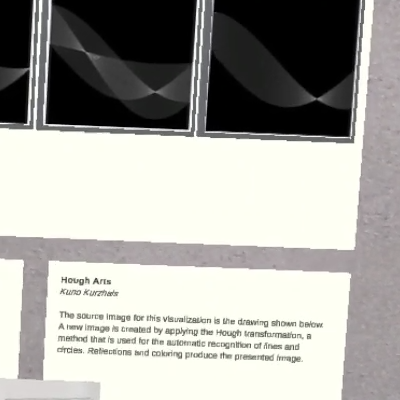 Hough Arts
Kuno Kurzhals
The source image for this visualization is the drawing shown below.
A new image is created by applying the Hough transformation, a
method that is used for the automatic recognition of lines and
circles. Reflections and coloring produce the presented image.